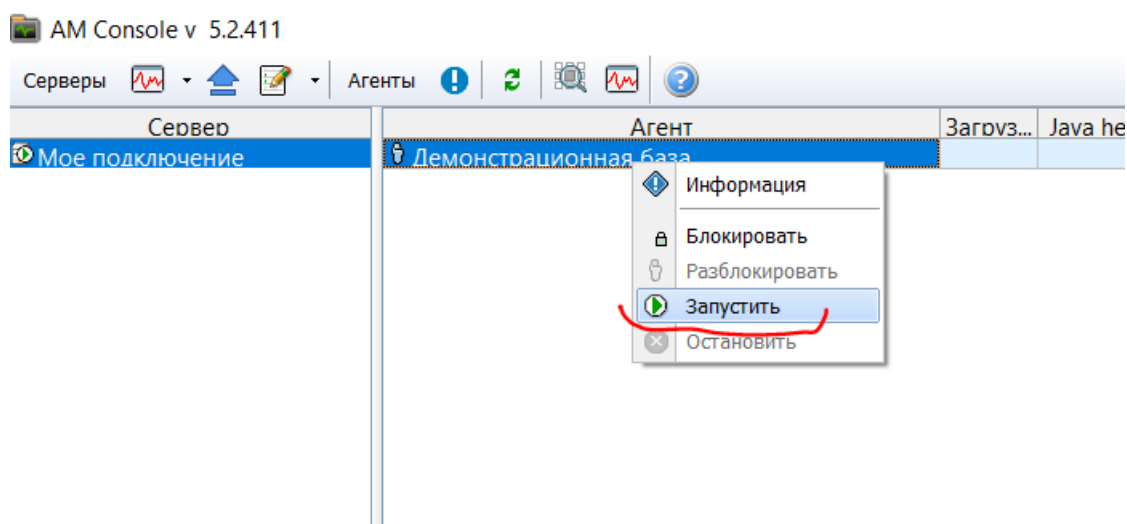 AM Console v 5.2.411
Серверы Агенты
Сервер Агент Загруз... Java he
Мое подключение Демонстрационная база
Информация
Блокировать
Разблокировать
Запустить
Остановить